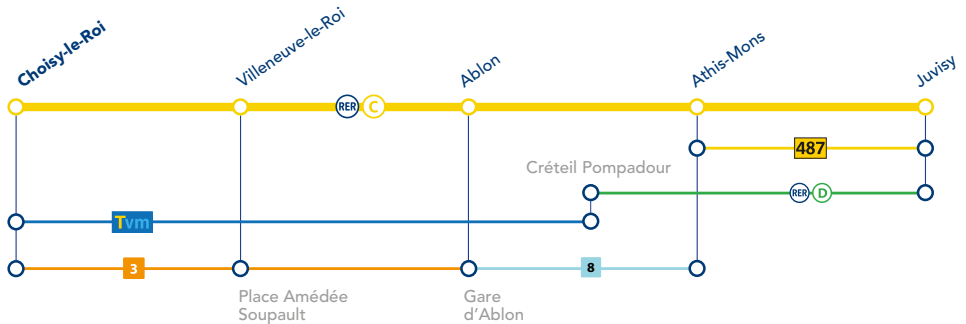 Choisy-le-Roi
Villeneuve-le-Roi
Ablon
Athis-Mons
Juvisy
RER C
487
Créteil Pompadour
RER D
Tvm
3
8
Place Amédée
Soupault
Gare
d'Ablon